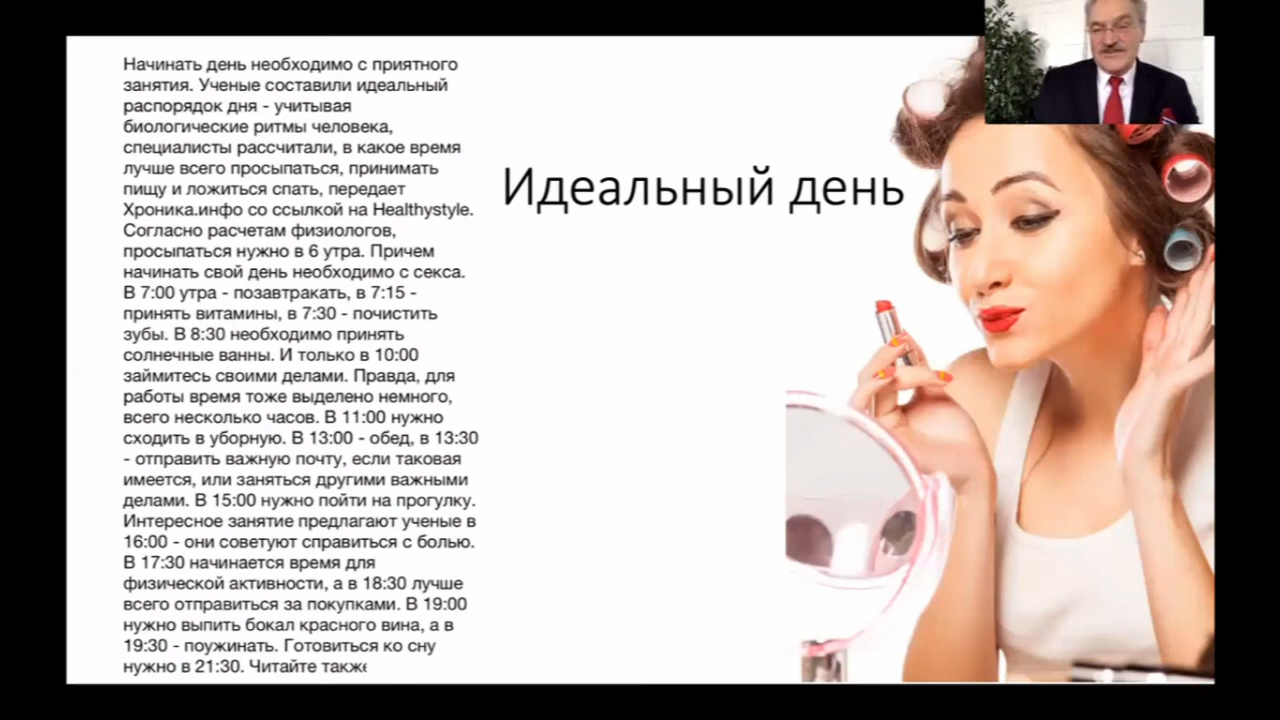 Начинать день необходимо с приятного
занятия. Ученые составили идеальный
распорядок дня - учитывая
биологические ритмы человека,
специалисты рассчитали, в какое время
лучше всего просыпаться, принимать
пищу и ложиться спать, передает
Хроника.инфо со ссылкой на Healthystyle.
Согласно расчетам физиологов,
просыпаться нужно в 6 утра. Причем
начинать свой день необходимо с секса.
В 7:00 утра - позавтракать, в 7:15 -
принять витамины, в 7:30 - почистить
зубы. В 8:30 необходимо принять
солнечные ванны. И только в 10:00
займитесь своими делами. Правда, для
работы время тоже выделено немного,
всего несколько часов. В 11:00 нужно
сходить в уборную. В 13:00 - обед, в 13:30
- отправить важную почту, если таковая
имеется, или заняться другими важными
делами. В 15:00 нужно пойти на прогулку.
Интересное занятие предлагают ученые в
16:00 - они советуют справиться с болью.
В 17:30 начинается время для
физической активности, а в 18:30 лучше
всего отправиться за покупками. В 19:00
нужно выпить бокал красного вина, а в
19:30 - поужинать. Готовиться ко сну
нужно в 21:30. Читайте также
Идеальный день